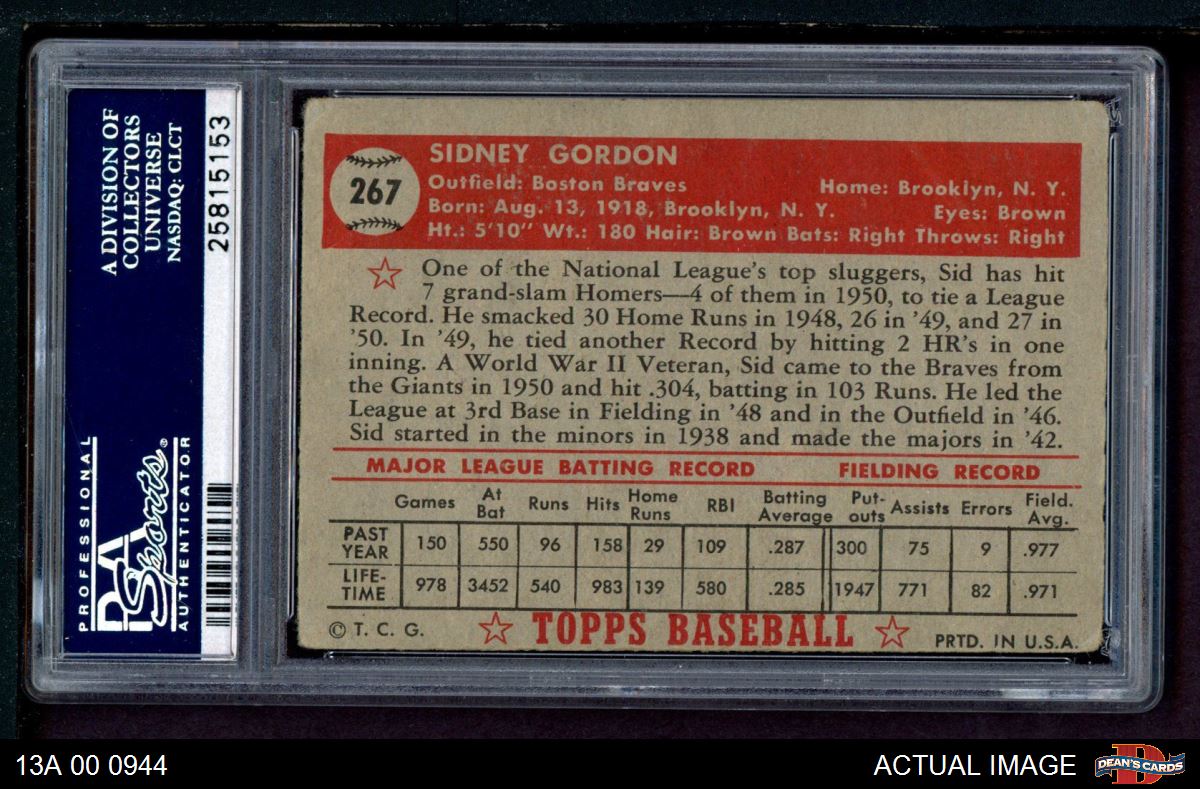 A DIVISION OF
COLLECTORS
UNIVERSE
NASDAQ: CLCT
25815153
PROFESSIONAL
PSA
Sports®
AUTHENTICATOR
267
SIDNEY GORDON
Outfield: Boston Braves Home: Brooklyn, N. Y.
Born: Aug. 13, 1918, Brooklyn, N. Y. Eyes: Brown
Ht.: 5'10" Wt.: 180 Hair: Brown Bats: Right Throws: Right
One of the National League's top sluggers, Sid has hit
7 grand-slam Homers—4 of them in 1950, to tie a League
Record. He smacked 30 Home Runs in 1948, 26 in '49, and 27 in
'50. In '49, he tied another Record by hitting 2 HR's in one
inning. A World War II Veteran, Sid came to the Braves from
the Giants in 1950 and hit .304, batting in 103 Runs. He led the
League at 3rd Base in Fielding in '48 and in the Outfield in '46.
Sid started in the minors in 1938 and made the majors in '42.
MAJOR LEAGUE BATTING RECORD FIELDING RECORD
Games At Bat Runs Hits Home Runs RBI Batting Average Put-outs Assists Errors Field. Avg.
PAST YEAR 150 550 96 158 29 109 .287 300 75 9 .977
LIFE-TIME 978 3452 540 983 139 580 .285 1947 771 82 .971
© T. C. G. TOPPS BASEBALL PRTD. IN U.S.A.
13A 00 0944 ACTUAL IMAGE
DEAN'S CARDS